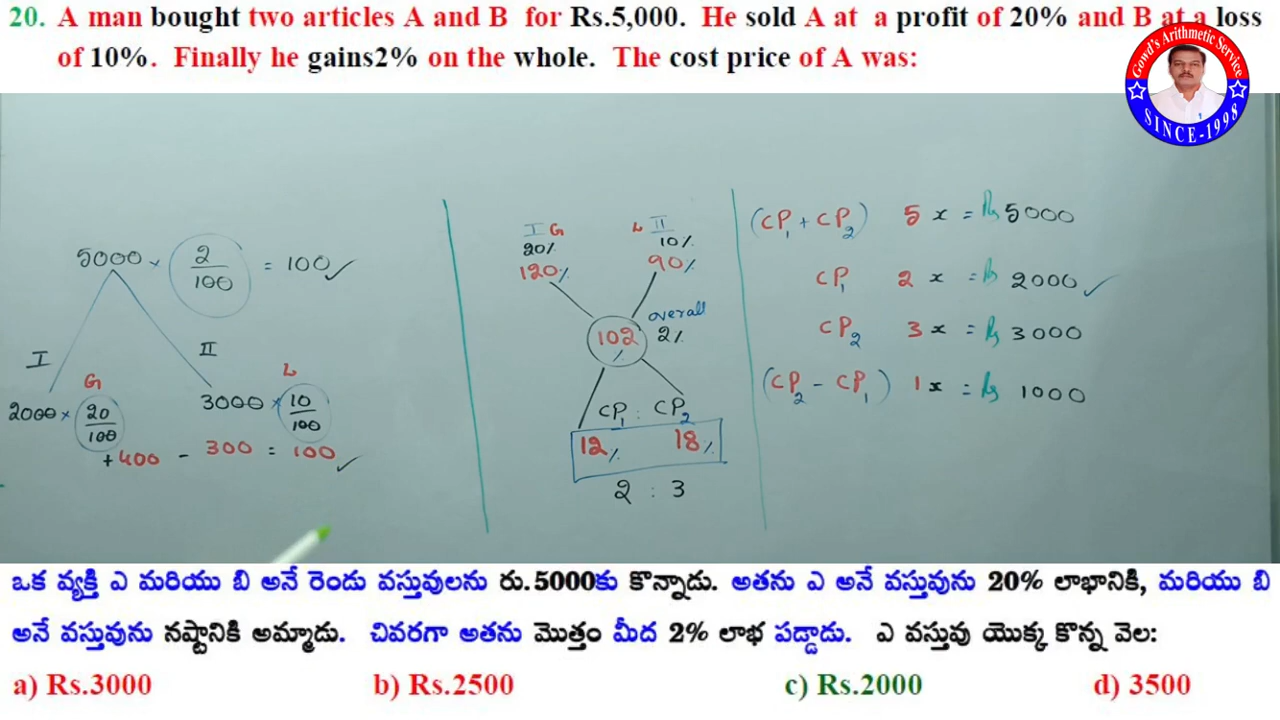 20. A man bought two articles A and B for Rs.5,000. He sold A at a profit of 20% and B at a loss
of 10%. Finally he gains2% on the whole. The cost price of A was:
Gowd's Arithmetic Service
SINCE-1998
5000 × 2/100 = 100 ✓
I
II
G
L
2000 × 20/100
3000 × 10/100
+400 - 300 = 100 ✓
I G
L II
20%
10%
120%
90%
overall
102%
2%
CP₁ : CP₂
12% 18%
2 : 3
(CP₁ + CP₂) 5x = Rs 5000
CP₁ 2x = Rs 2000 ✓
CP₂ 3x = Rs 3000
(CP₂ - CP₁) 1x = Rs 1000
ఒక వ్యక్తి ఎ మరియు బి అనే రెండు వస్తువులను రు.5000కు కొన్నాడు. అతను ఎ అనే వస్తువును 20% లాభానికి, మరియు బి
అనే వస్తువును నష్టానికి అమ్మాడు. చివరగా అతను మొత్తం మీద 2% లాభ పడ్డాడు. ఎ వస్తువు యొక్క కొన్న వెల:
a) Rs.3000 b) Rs.2500 c) Rs.2000 d) 3500